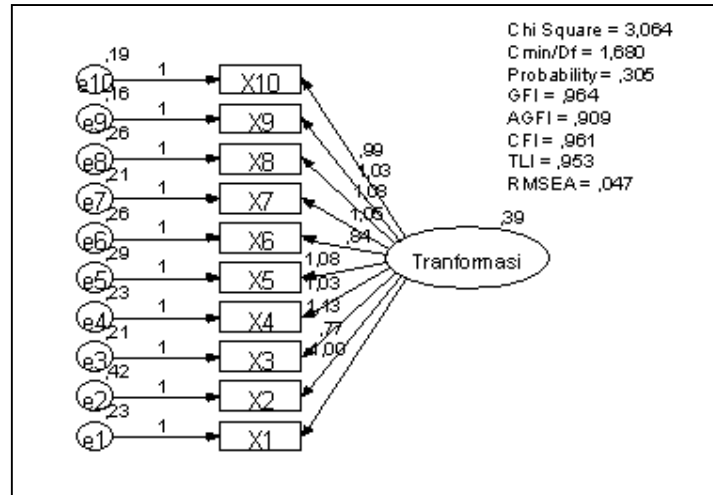 Chi Square = 3,064
Cmin/Df = 1,680
Probability = ,305
GFI = ,964
AGFI = ,909
CFI = ,961
TLI = ,953
RMSEA = ,047
,19
e10 1 X10
,16
e9 1 X9
,26
e8 1 X8
,21
e7 1 X7
,26
e6 1 X6
,29
e5 1 X5
,23
e4 1 X4
,21
e3 1 X3
,42
e2 1 X2
,23
e1 1 X1
,99
1,03
1,08
1,05
,84
1,08
1,03
1,13
,77
1,00
,39
Tranformasi